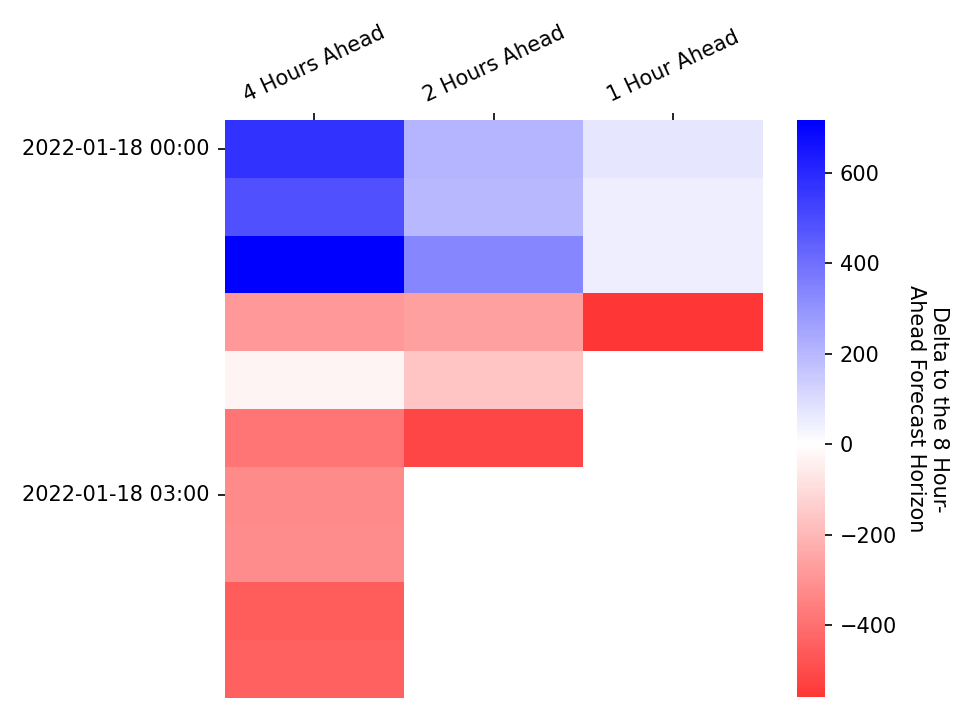 4 Hours Ahead
2 Hours Ahead
1 Hour Ahead
2022-01-18 00:00
2022-01-18 03:00
600
400
200
0
−200
−400
Delta to the 8 Hour-
Ahead Forecast Horizon